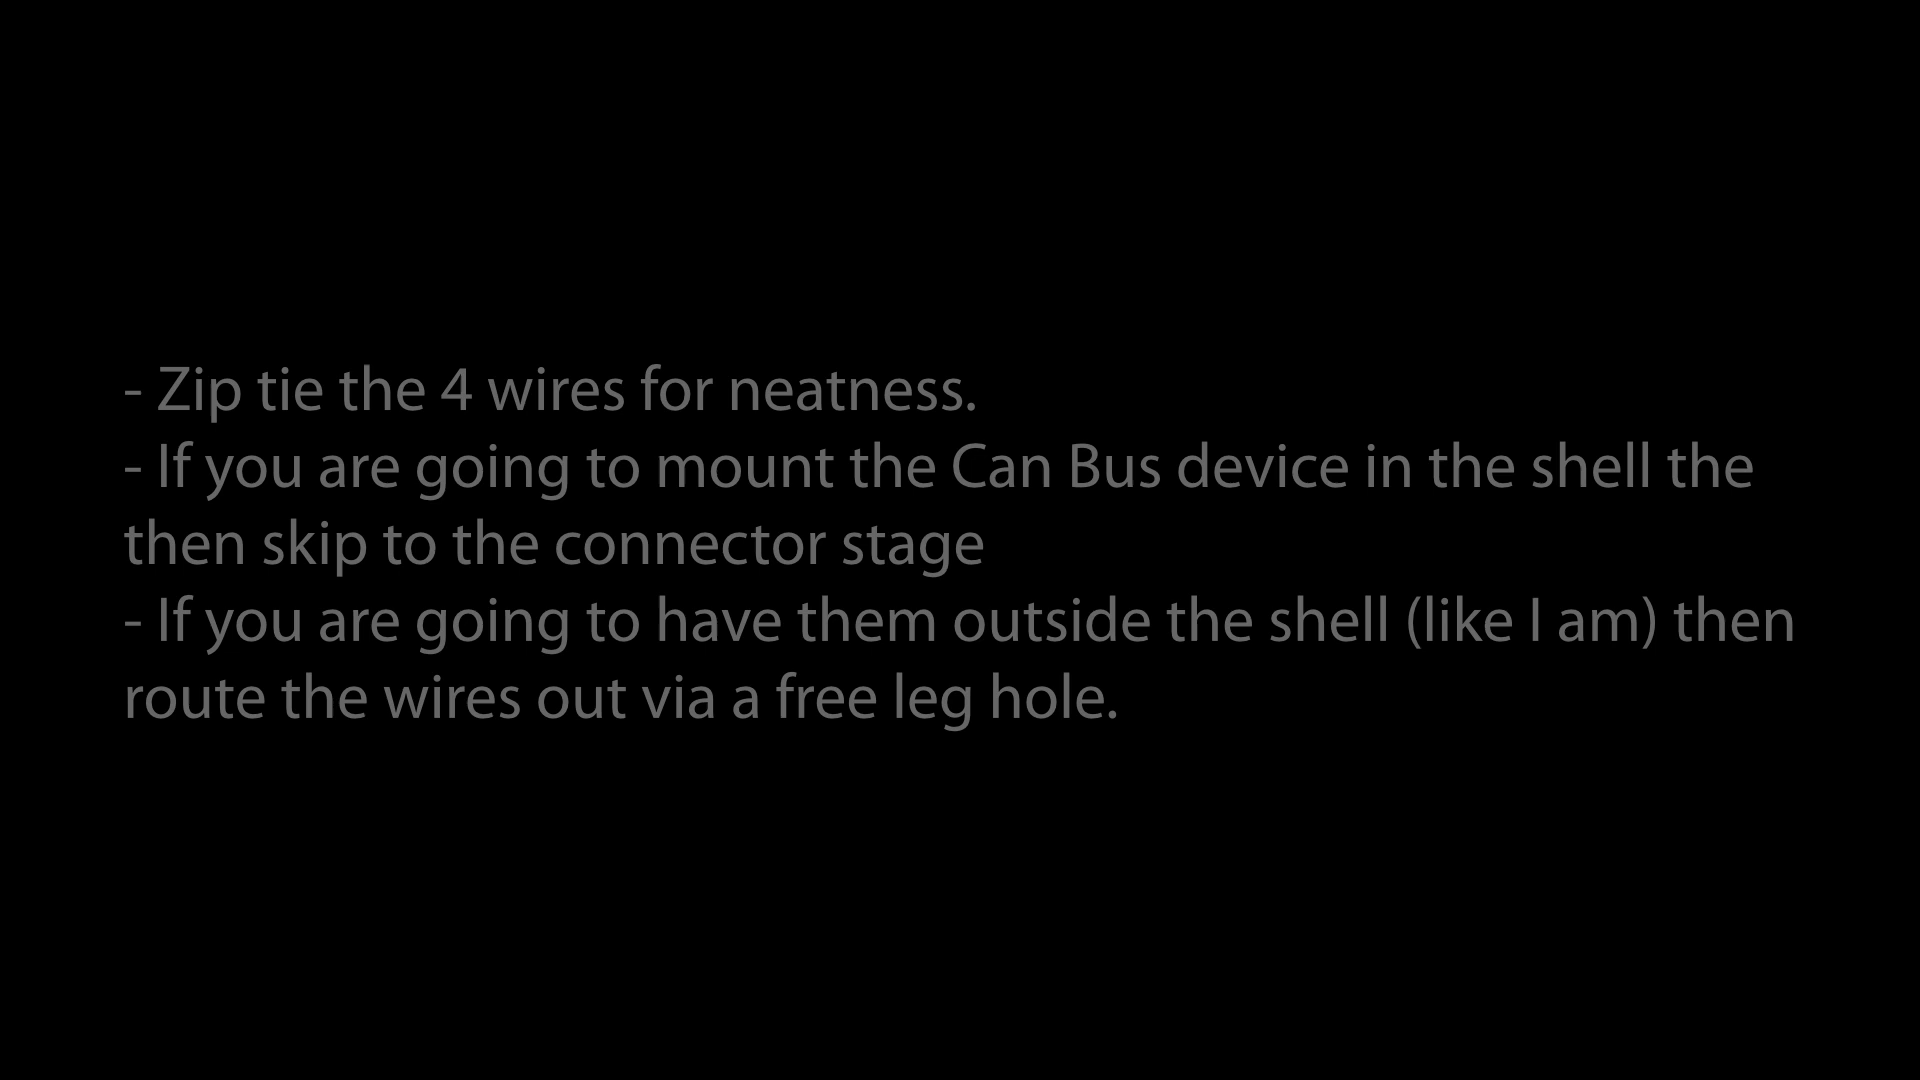 - Zip tie the 4 wires for neatness.
- If you are going to mount the Can Bus device in the shell the
then skip to the connector stage
- If you are going to have them outside the shell (like I am) then
route the wires out via a free leg hole.